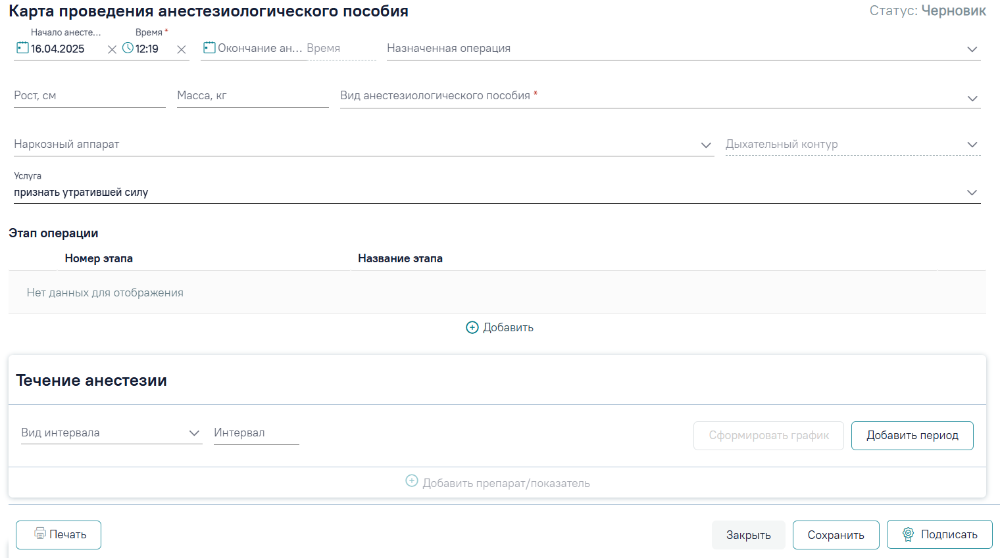 Карта проведения анестезиологического пособия
Статус: Черновик
Начало анесте... Время *
16.04.2025 12:19 Окончание ан... Время Назначенная операция
Рост, см Масса, кг Вид анестезиологического пособия *
Наркозный аппарат Дыхательный контур
Услуга
признать утратившей силу
Этап операции
Номер этапа Название этапа
Нет данных для отображения
Добавить
Течение анестезии
Вид интервала Интервал Сформировать график Добавить период
Добавить препарат/показатель
Печать Закрыть Сохранить Подписать